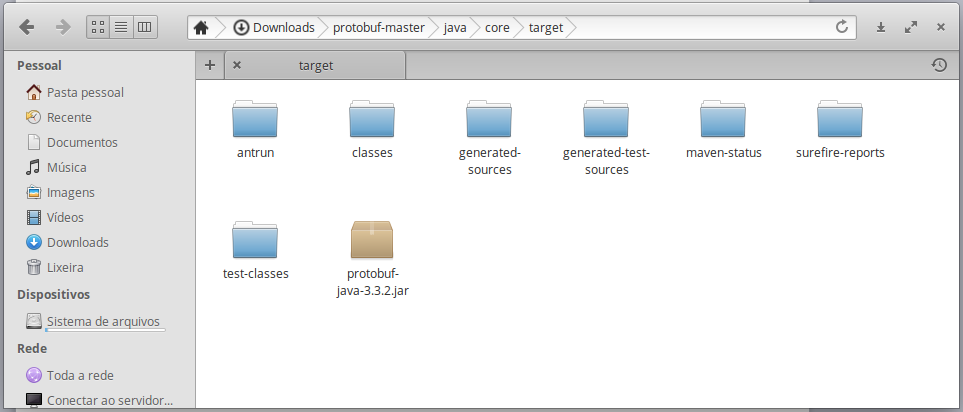 Downloads protobuf-master java core target
Pessoal
Pasta pessoal
Recente
Documentos
Música
Imagens
Vídeos
Downloads
Lixeira
Dispositivos
Sistema de arquivos
Rede
Toda a rede
Conectar ao servidor...
target
antrun
classes
generated-
sources
generated-test-
sources
maven-status
surefire-reports
test-classes
protobuf-
java-3.3.2.jar